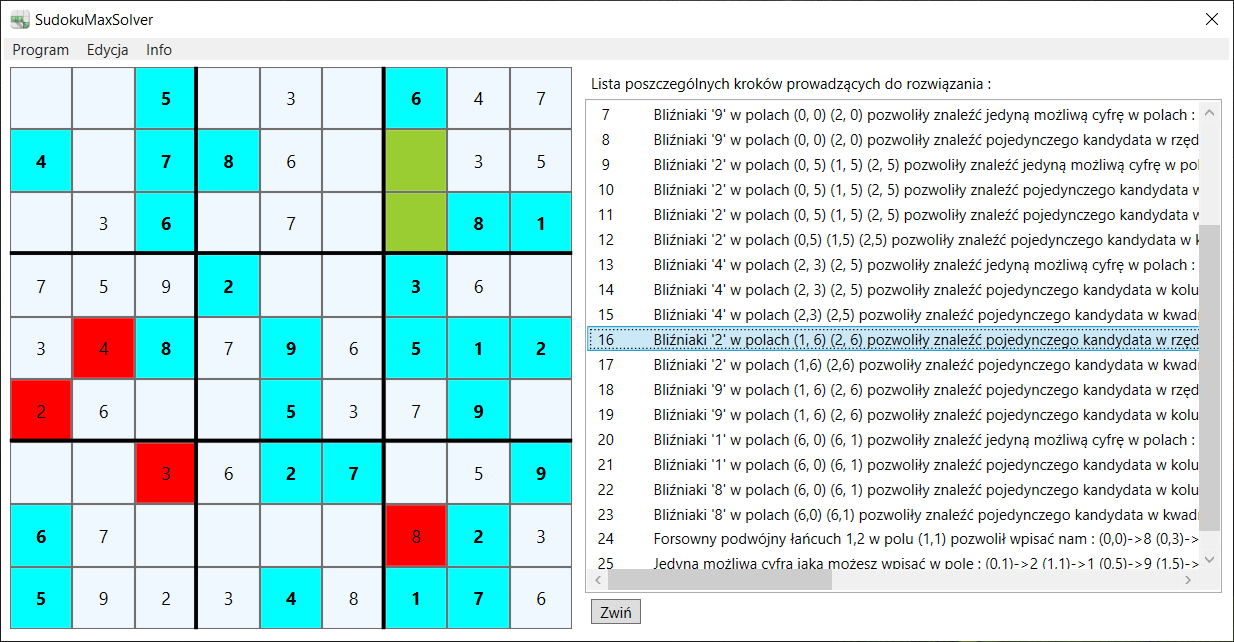 SudokuMaxSolver
Program Edycja Info
Lista poszczególnych kroków prowadzących do rozwiązania :
5 3 6 4 7
4 7 8 6 3 5
3 6 7 8 1
7 5 9 2 3 6
3 4 8 7 9 6 5 1 2
2 6 5 3 7 9
3 6 2 7 5 9
6 7 8 2 3
5 9 2 3 4 8 1 7 6
7 Bliźniaki '9' w polach (0, 0) (2, 0) pozwoliły znaleźć jedyną możliwą cyfrę w polach :
8 Bliźniaki '9' w polach (0, 0) (2, 0) pozwoliły znaleźć pojedynczego kandydata w rzęd
9 Bliźniaki '2' w polach (0, 5) (1, 5) (2, 5) pozwoliły znaleźć jedyną możliwą cyfrę w pol
10 Bliźniaki '2' w polach (0, 5) (1, 5) (2, 5) pozwoliły znaleźć pojedynczego kandydata w
11 Bliźniaki '2' w polach (0, 5) (1, 5) (2, 5) pozwoliły znaleźć pojedynczego kandydata w
12 Bliźniaki '2' w polach (0,5) (1,5) (2,5) pozwoliły znaleźć pojedynczego kandydata w k
13 Bliźniaki '4' w polach (2, 3) (2, 5) pozwoliły znaleźć jedyną możliwą cyfrę w polach :
14 Bliźniaki '4' w polach (2, 3) (2, 5) pozwoliły znaleźć pojedynczego kandydata w kolu
15 Bliźniaki '4' w polach (2,3) (2,5) pozwoliły znaleźć pojedynczego kandydata w kwad
16 Bliźniaki '2' w polach (1, 6) (2, 6) pozwoliły znaleźć pojedynczego kandydata w rzęd
17 Bliźniaki '2' w polach (1,6) (2,6) pozwoliły znaleźć pojedynczego kandydata w kwad
18 Bliźniaki '9' w polach (1, 6) (2, 6) pozwoliły znaleźć pojedynczego kandydata w rzęd
19 Bliźniaki '9' w polach (1, 6) (2, 6) pozwoliły znaleźć pojedynczego kandydata w kolu
20 Bliźniaki '1' w polach (6, 0) (6, 1) pozwoliły znaleźć jedyną możliwą cyfrę w polach :
21 Bliźniaki '1' w polach (6, 0) (6, 1) pozwoliły znaleźć pojedynczego kandydata w kolu
22 Bliźniaki '8' w polach (6, 0) (6, 1) pozwoliły znaleźć pojedynczego kandydata w kolu
23 Bliźniaki '8' w polach (6,0) (6,1) pozwoliły znaleźć pojedynczego kandydata w kwad
24 Forsowny podwójny łańcuch 1,2 w polu (1,1) pozwolił wpisać nam : (0,0)->8 (0,3)->
25 Jedyna możliwa cyfra jaką możesz wpisać w pole : (0,1)->2 (1,1)->1 (0,5)->9 (1,5)->
Zwiń